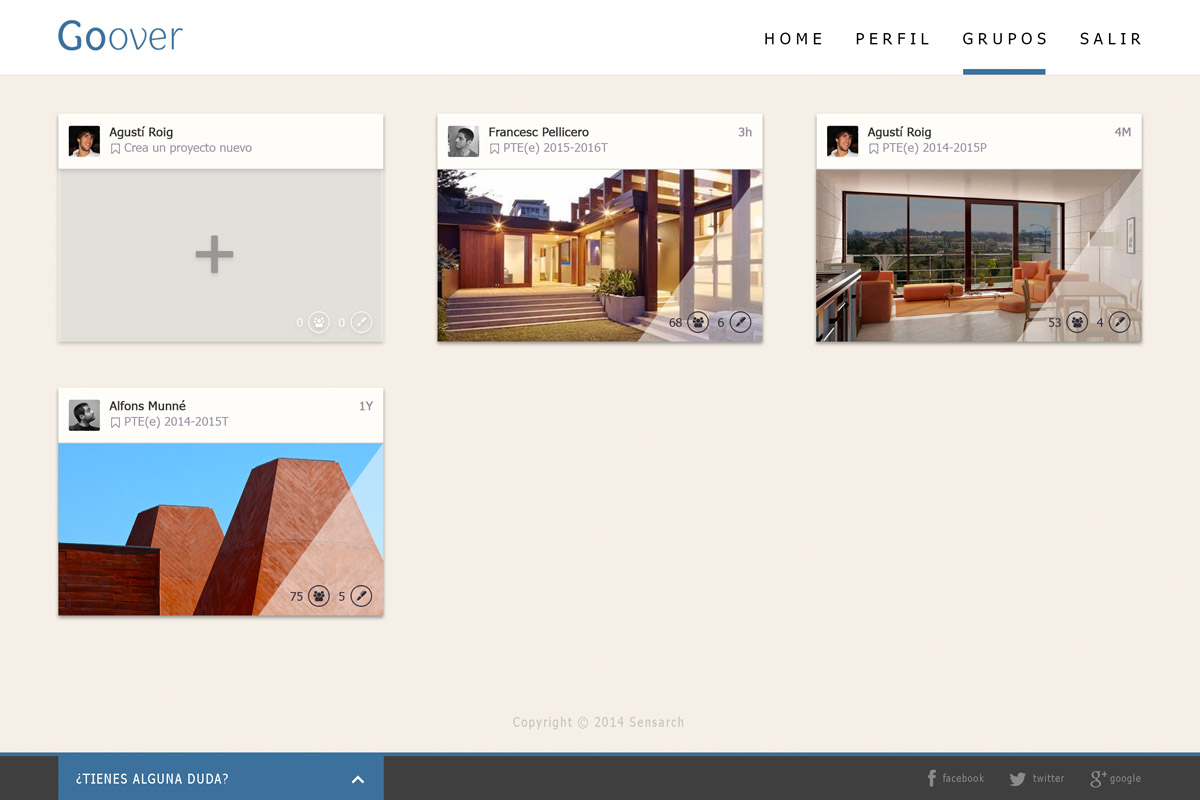 Goover
HOME PERFIL GRUPOS SALIR
Agustí Roig
Crea un proyecto nuevo
0 0
Francesc Pellicero 3h
PTE(e) 2015-2016T
68 6
Agustí Roig 4M
PTE(e) 2014-2015P
53 4
Alfons Munné 1Y
PTE(e) 2014-2015T
75 5
Copyright © 2014 Sensarch
¿TIENES ALGUNA DUDA?
facebook twitter g+ google